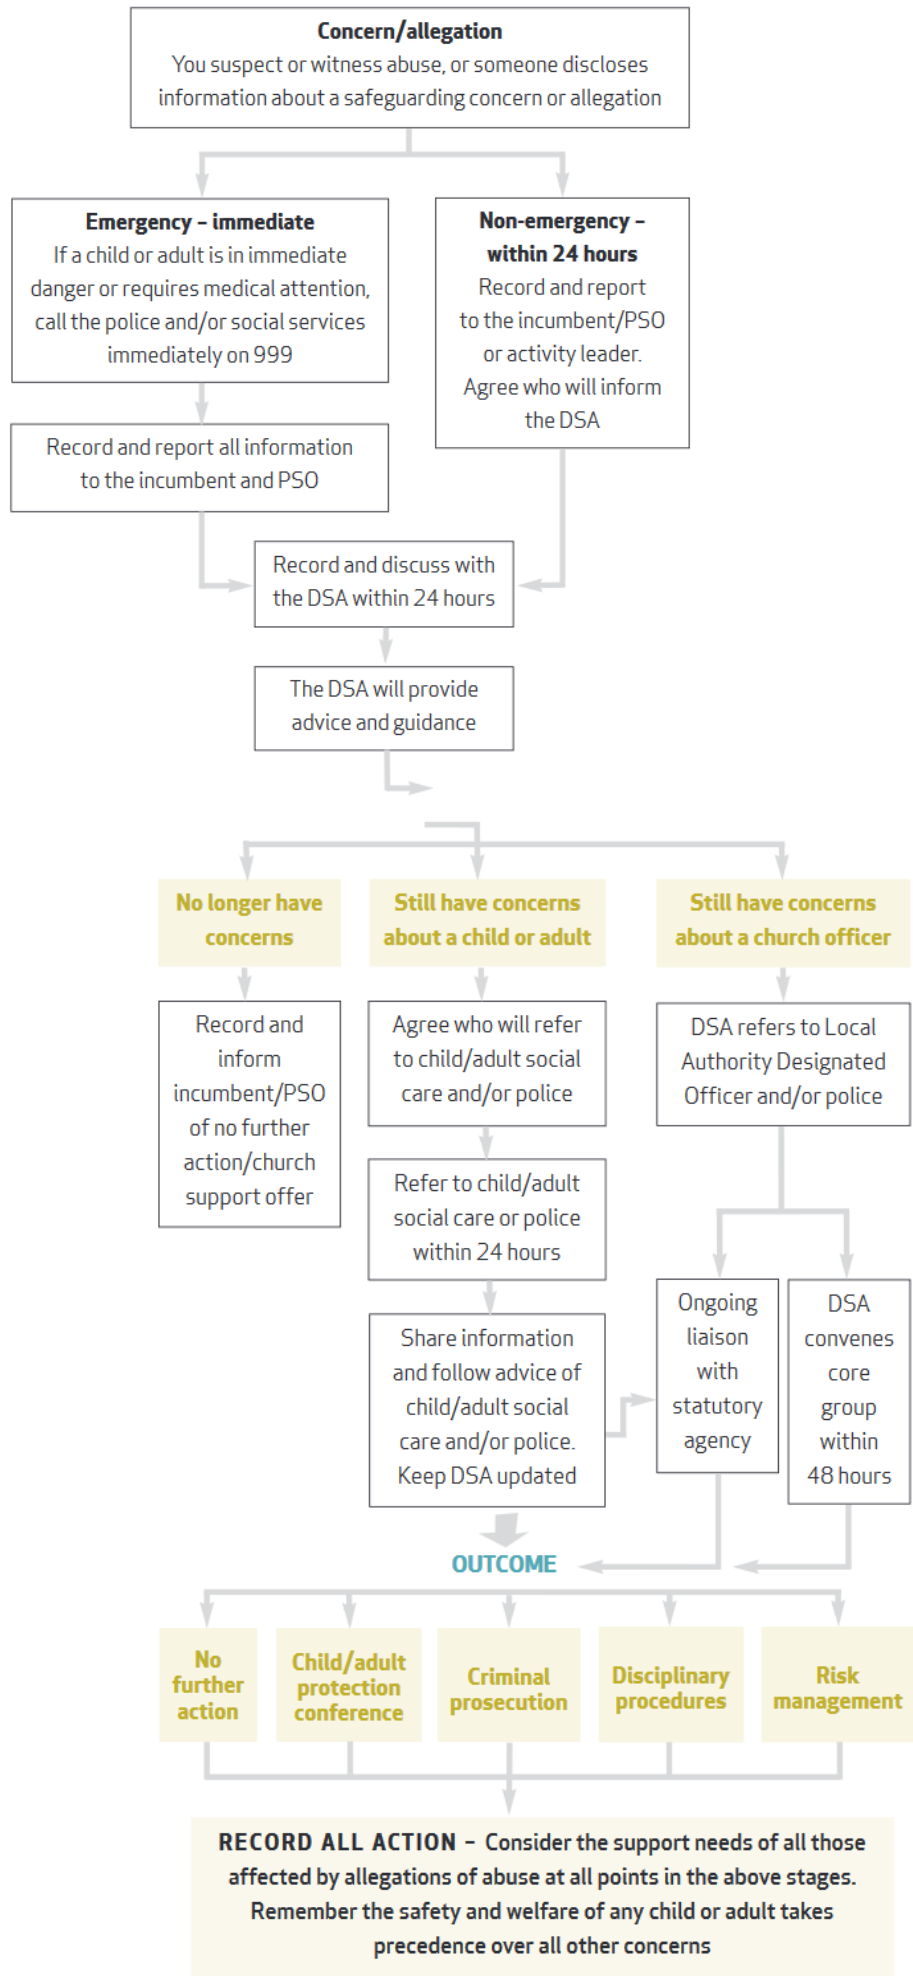 Concern/allegation
You suspect or witness abuse, or someone discloses
information about a safeguarding concern or allegation
Emergency – immediate
If a child or adult is in immediate
danger or requires medical attention,
call the police and/or social services
immediately on 999
Non-emergency –
within 24 hours
Record and report
to the incumbent/PSO
or activity leader.
Agree who will inform
the DSA
Record and report all information
to the incumbent and PSO
Record and discuss with
the DSA within 24 hours
The DSA will provide
advice and guidance
No longer have
concerns
Still have concerns
about a child or adult
Still have concerns
about a church officer
Record and
inform
incumbent/PSO
of no further
action/church
support offer
Agree who will refer
to child/adult social
care and/or police
DSA refers to Local
Authority Designated
Officer and/or police
Refer to child/adult
social care or police
within 24 hours
Share information
and follow advice of
child/adult social
care and/or police.
Keep DSA updated
Ongoing
liaison
with
statutory
agency
DSA
convenes
core
group
within
48 hours
OUTCOME
No
further
action
Child/adult
protection
conference
Criminal
prosecution
Disciplinary
procedures
Risk
management
RECORD ALL ACTION – Consider the support needs of all those
affected by allegations of abuse at all points in the above stages.
Remember the safety and welfare of any child or adult takes
precedence over all other concerns